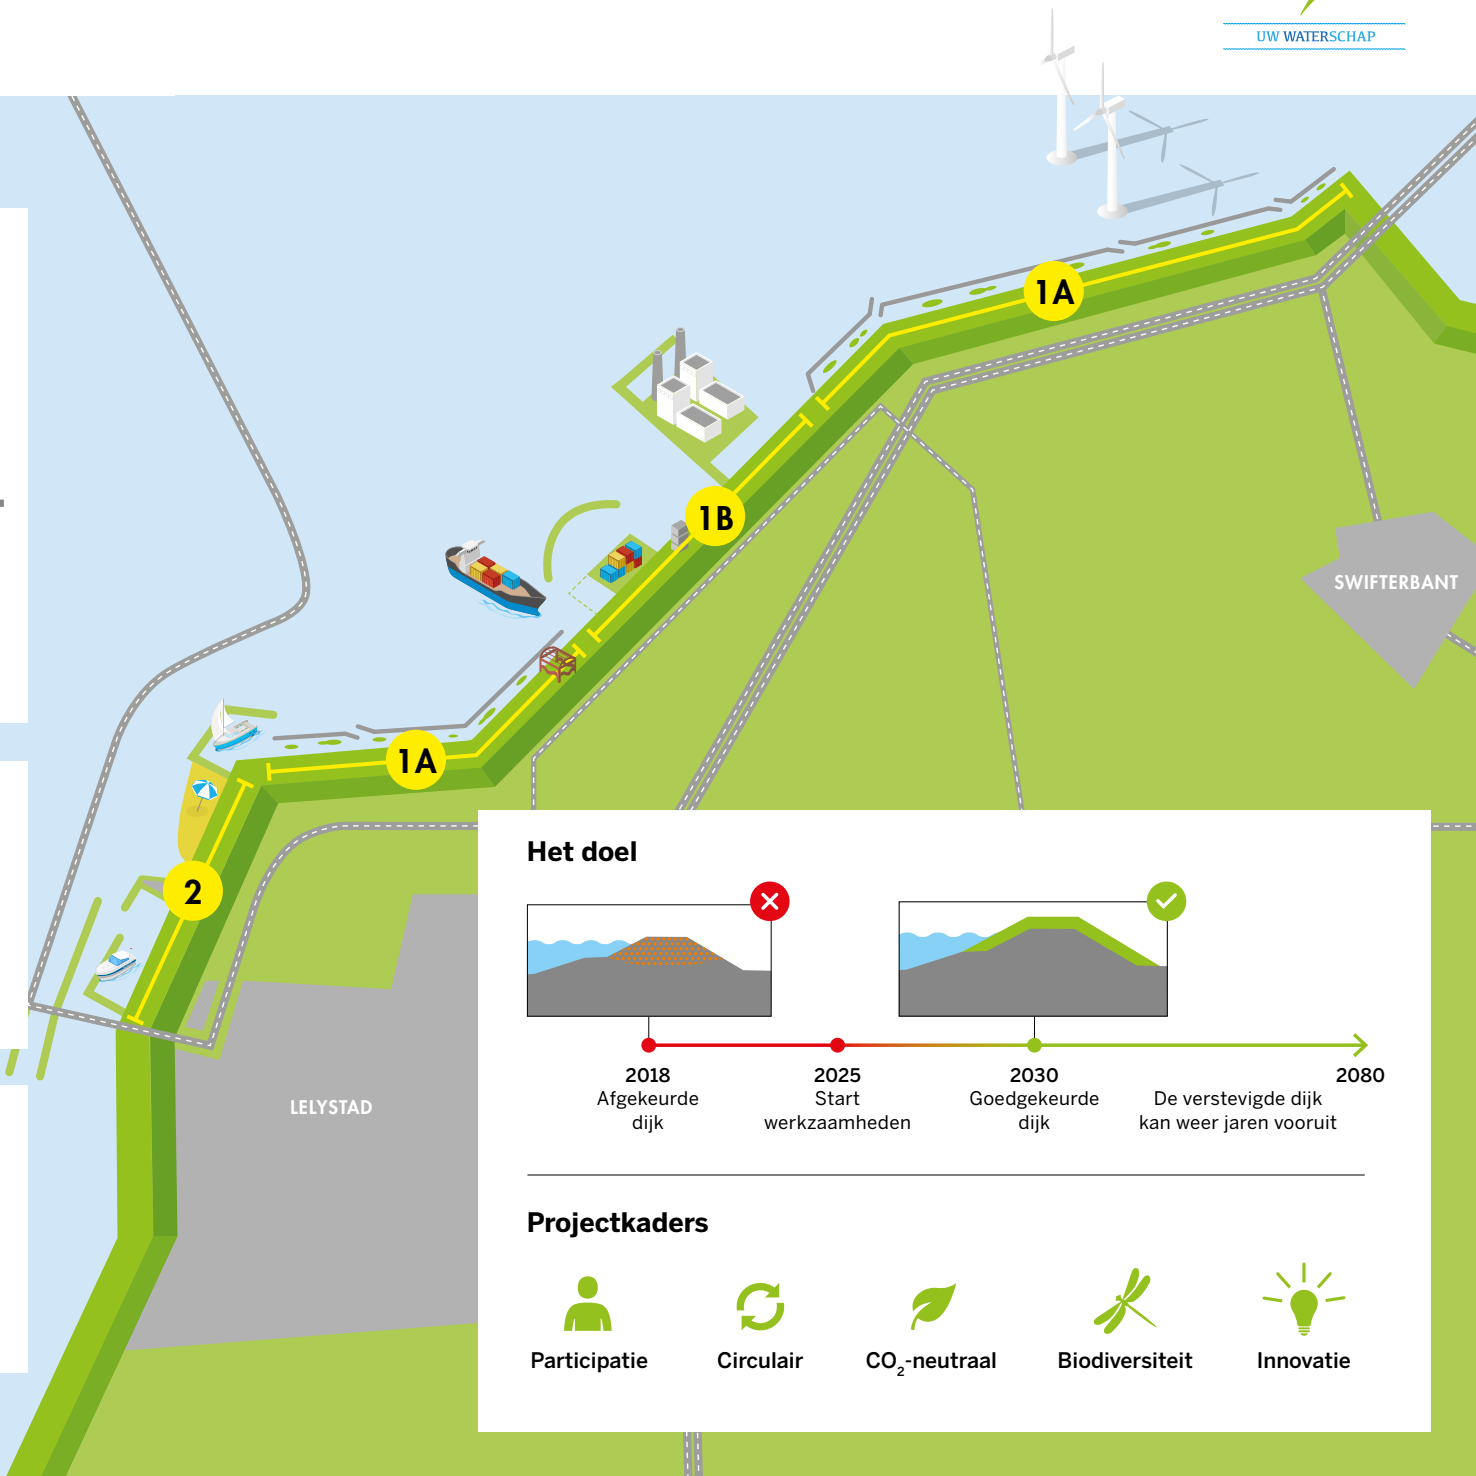 UW WATERSCHAP
1A
1B
SWIFTERBANT
1A
2
LELYSTAD
Het doel
2018
Afgekeurde
dijk
2025
Start
werkzaamheden
2030
Goedgekeurde
dijk
De verstevigde dijk
kan weer jaren vooruit
2080
Projectkaders
Participatie
Circulair
CO₂-neutraal
Biodiversiteit
Innovatie